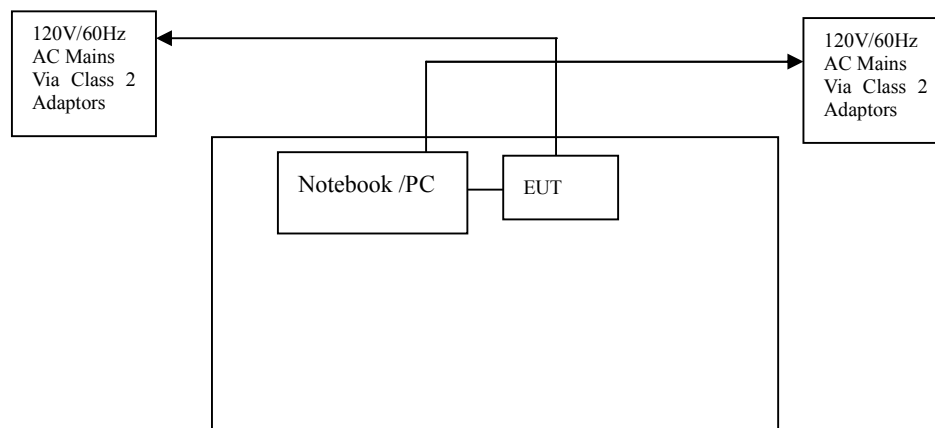 120V/60Hz
AC Mains
Via Class 2
Adaptors
120V/60Hz
AC Mains
Via Class 2
Adaptors
Notebook /PC
EUT